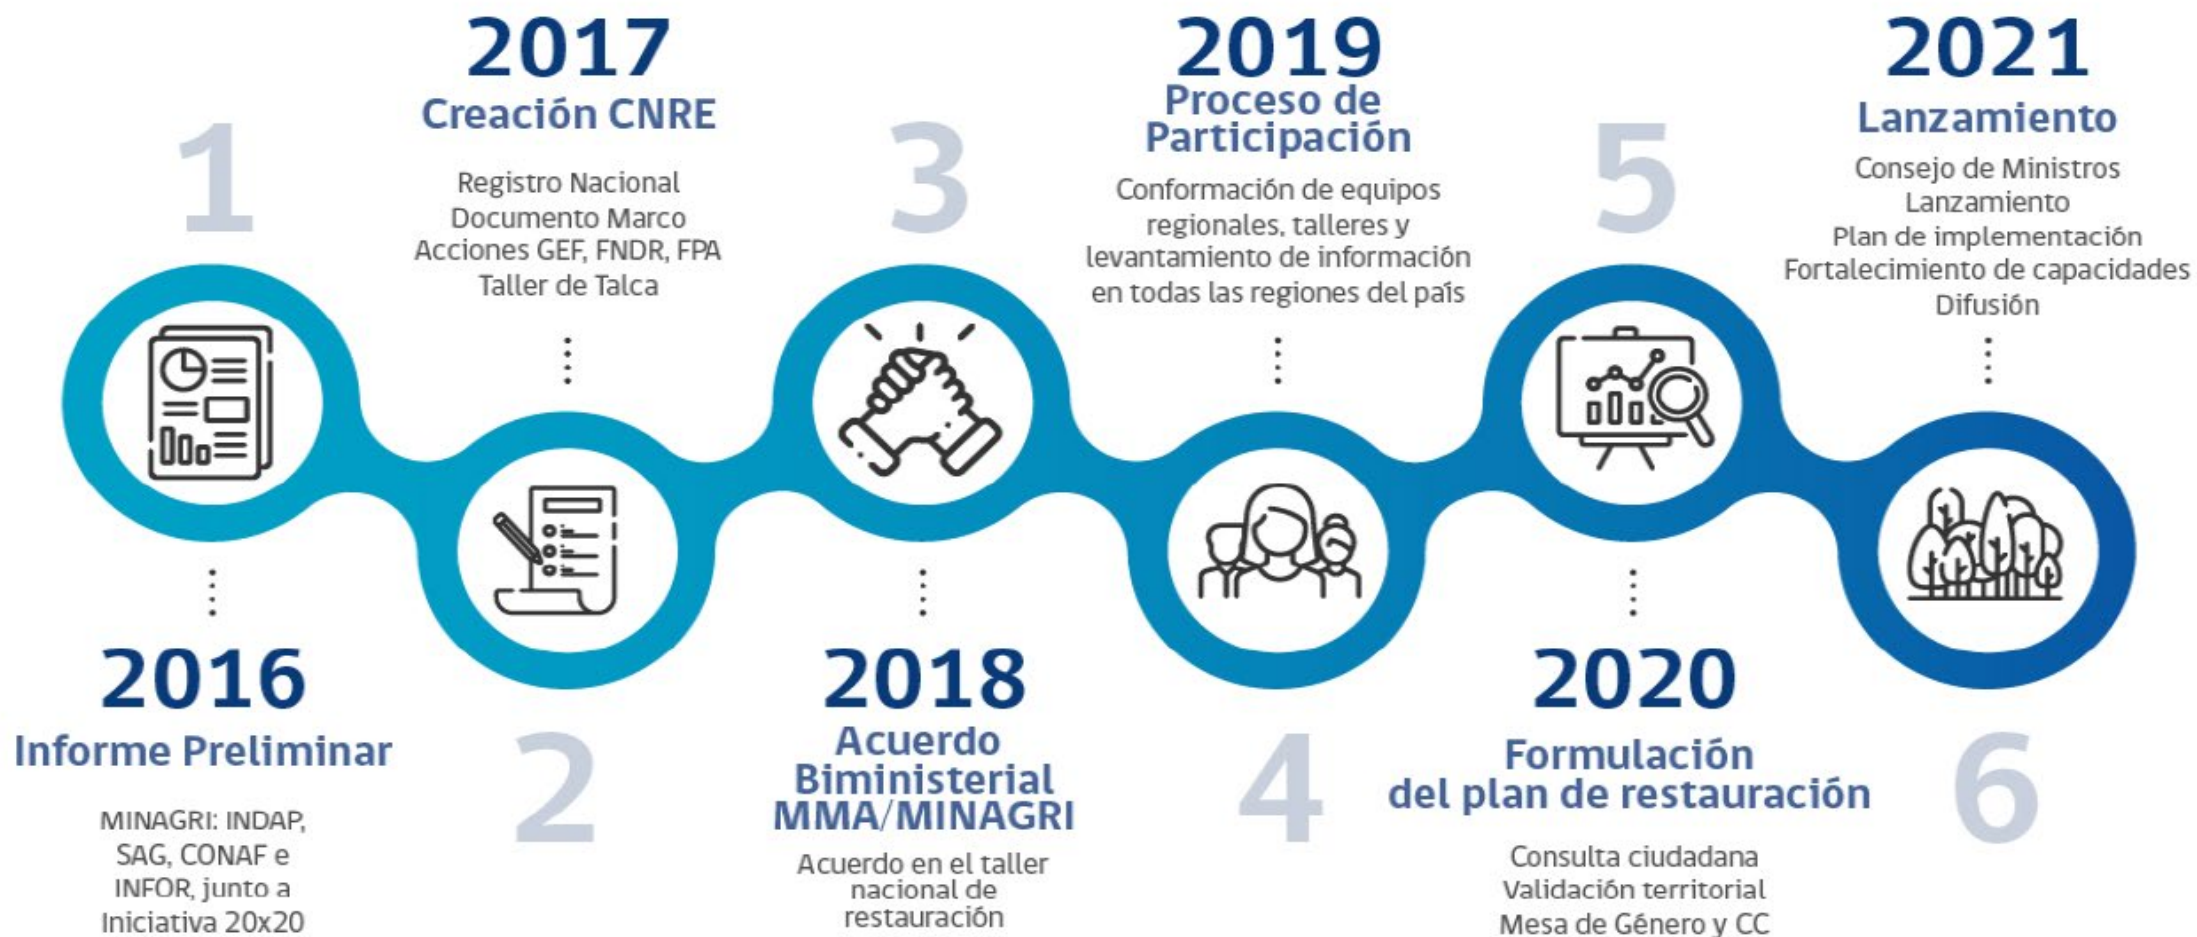 1
2016
Informe Preliminar
MINAGRI: INDAP,
SAG, CONAF e
INFOR, junto a
Iniciativa 20x20
2017
Creación CNRE
Registro Nacional
Documento Marco
Acciones GEF, FNDR, FPA
Taller de Talca
2
3
2018
Acuerdo
Biministerial
MMA/MINAGRI
Acuerdo en el taller
nacional de
restauración
2019
Proceso de
Participación
Conformación de equipos
regionales, talleres y
levantamiento de información
en todas las regiones del país
4
5
2020
Formulación
del plan de restauración
Consulta ciudadana
Validación territorial
Mesa de Género y CC
2021
Lanzamiento
Consejo de Ministros
Lanzamiento
Plan de implementación
Fortalecimiento de capacidades
Difusión
6